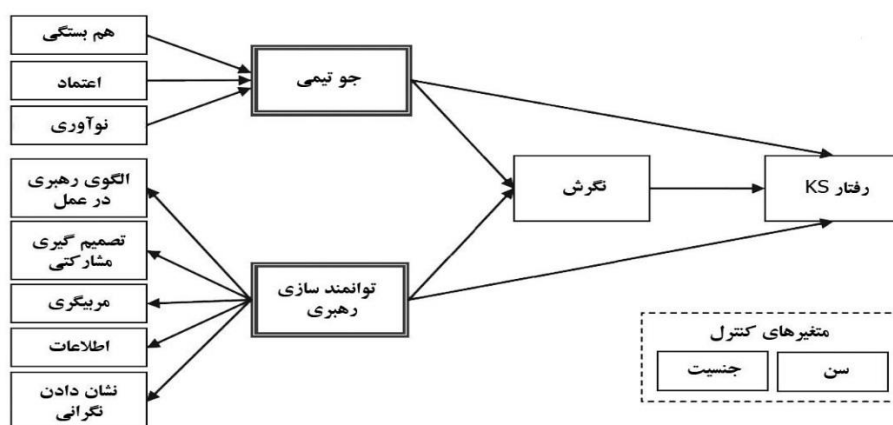 هم بستگی
اعتماد
نوآوری
جو تیمی
الگوی رهبری
در عمل
تصمیم گیری
مشارکتی
مربیگری
اطلاعات
نشان دادن
نگرانی
توانمند سازی
رهبری
نگرش
رفتار KS
متغیرهای کنترل
سن
جنسیت